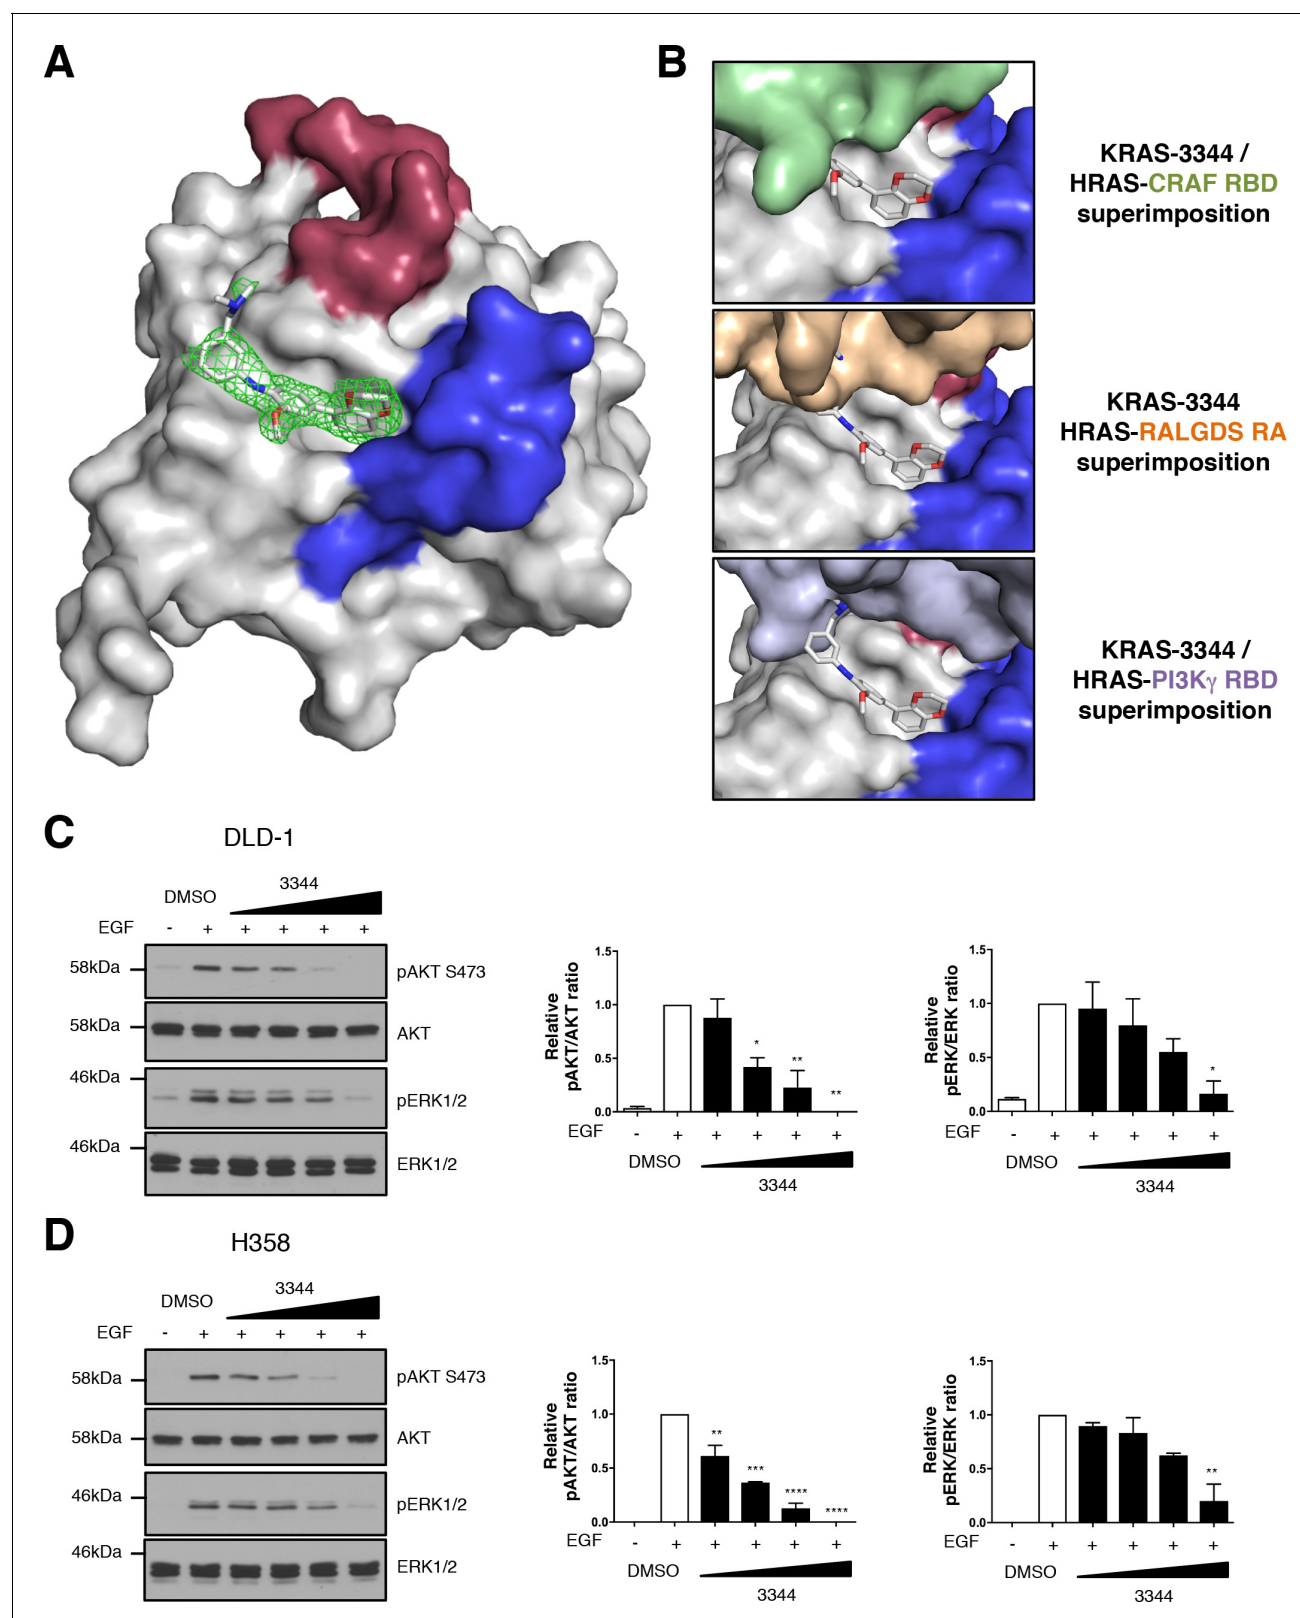 A
B
KRAS-3344 /
HRAS-CRAF RBD
superimposition
KRAS-3344
HRAS-RALGDS RA
superimposition
KRAS-3344 /
HRAS-PI3Kγ RBD
superimposition
C
DLD-1
DMSO
3344
EGF - + + + + +
58kDa
pAKT S473
58kDa
AKT
46kDa
pERK1/2
46kDa
ERK1/2
Relative
pAKT/AKT ratio
1.5
1.0
0.5
0.0
* ** **
EGF - + + + + +
DMSO
3344
Relative
pERK/ERK ratio
1.5
1.0
0.5
0.0
*
EGF - + + + + +
DMSO
3344
D
H358
DMSO
3344
EGF - + + + + +
58kDa
pAKT S473
58kDa
AKT
46kDa
pERK1/2
46kDa
ERK1/2
Relative
pAKT/AKT ratio
1.5
1.0
0.5
0.0
** *** **** ****
EGF - + + + + +
DMSO
3344
Relative
pERK/ERK ratio
1.5
1.0
0.5
0.0
**
EGF - + + + + +
DMSO
3344